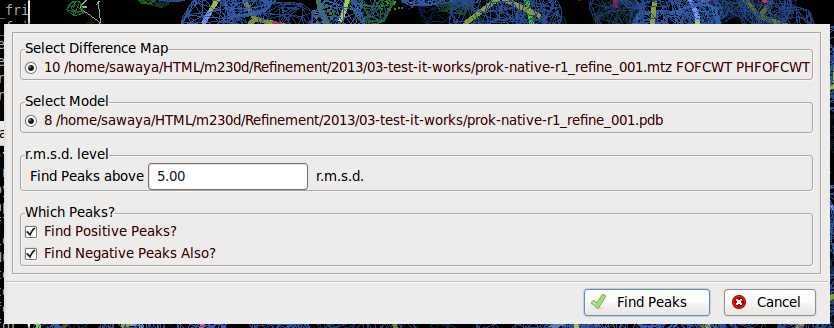 fri
Select Difference Map
10 /home/sawaya/HTML/m230d/Refinement/2013/03-test-it-works/prok-native-r1_refine_001.mtz FOFCWT PHFOFCWT
Select Model
8 /home/sawaya/HTML/m230d/Refinement/2013/03-test-it-works/prok-native-r1_refine_001.pdb
r.m.s.d. level
Find Peaks above 5.00 r.m.s.d.
Which Peaks?
Find Positive Peaks?
Find Negative Peaks Also?
Find Peaks Cancel